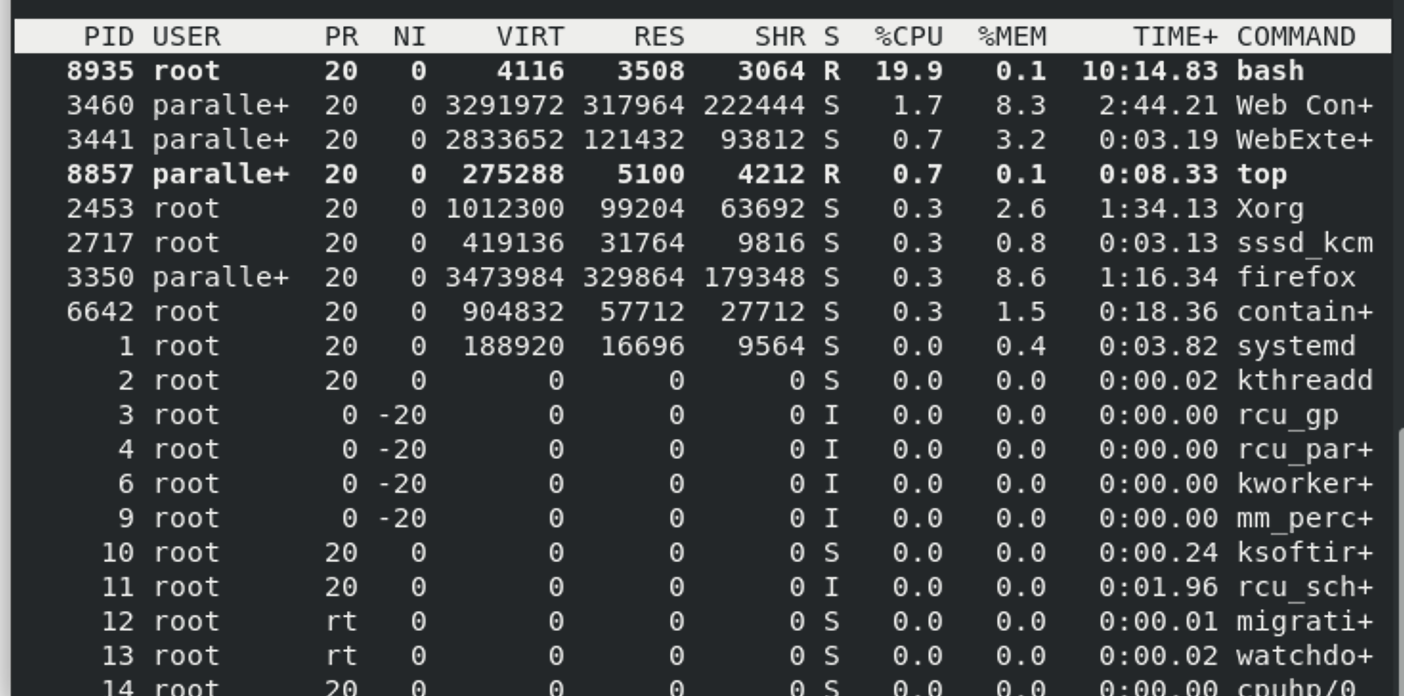 PID USER PR NI VIRT RES SHR S %CPU %MEM TIME+ COMMAND
8935 root 20 0 4116 3508 3064 R 19.9 0.1 10:14.83 bash
3460 paralle+ 20 0 3291972 317964 222444 S 1.7 8.3 2:44.21 Web Con+
3441 paralle+ 20 0 2833652 121432 93812 S 0.7 3.2 0:03.19 WebExte+
8857 paralle+ 20 0 275288 5100 4212 R 0.7 0.1 0:08.33 top
2453 root 20 0 1012300 99204 63692 S 0.3 2.6 1:34.13 Xorg
2717 root 20 0 419136 31764 9816 S 0.3 0.8 0:03.13 sssd_kcm
3350 paralle+ 20 0 3473984 329864 179348 S 0.3 8.6 1:16.34 firefox
6642 root 20 0 904832 57712 27712 S 0.3 1.5 0:18.36 contain+
1 root 20 0 188920 16696 9564 S 0.0 0.4 0:03.82 systemd
2 root 20 0 0 0 0 S 0.0 0.0 0:00.02 kthreadd
3 root 0 -20 0 0 0 I 0.0 0.0 0:00.00 rcu_gp
4 root 0 -20 0 0 0 I 0.0 0.0 0:00.00 rcu_par+
6 root 0 -20 0 0 0 I 0.0 0.0 0:00.00 kworker+
9 root 0 -20 0 0 0 I 0.0 0.0 0:00.00 mm_perc+
10 root 20 0 0 0 0 S 0.0 0.0 0:00.24 ksoftir+
11 root 20 0 0 0 0 I 0.0 0.0 0:01.96 rcu_sch+
12 root rt 0 0 0 0 S 0.0 0.0 0:00.01 migrati+
13 root rt 0 0 0 0 S 0.0 0.0 0:00.02 watchdo+
14 root 20 0 0 0 0 S 0.0 0.0 0:00.00 cpuhp/0